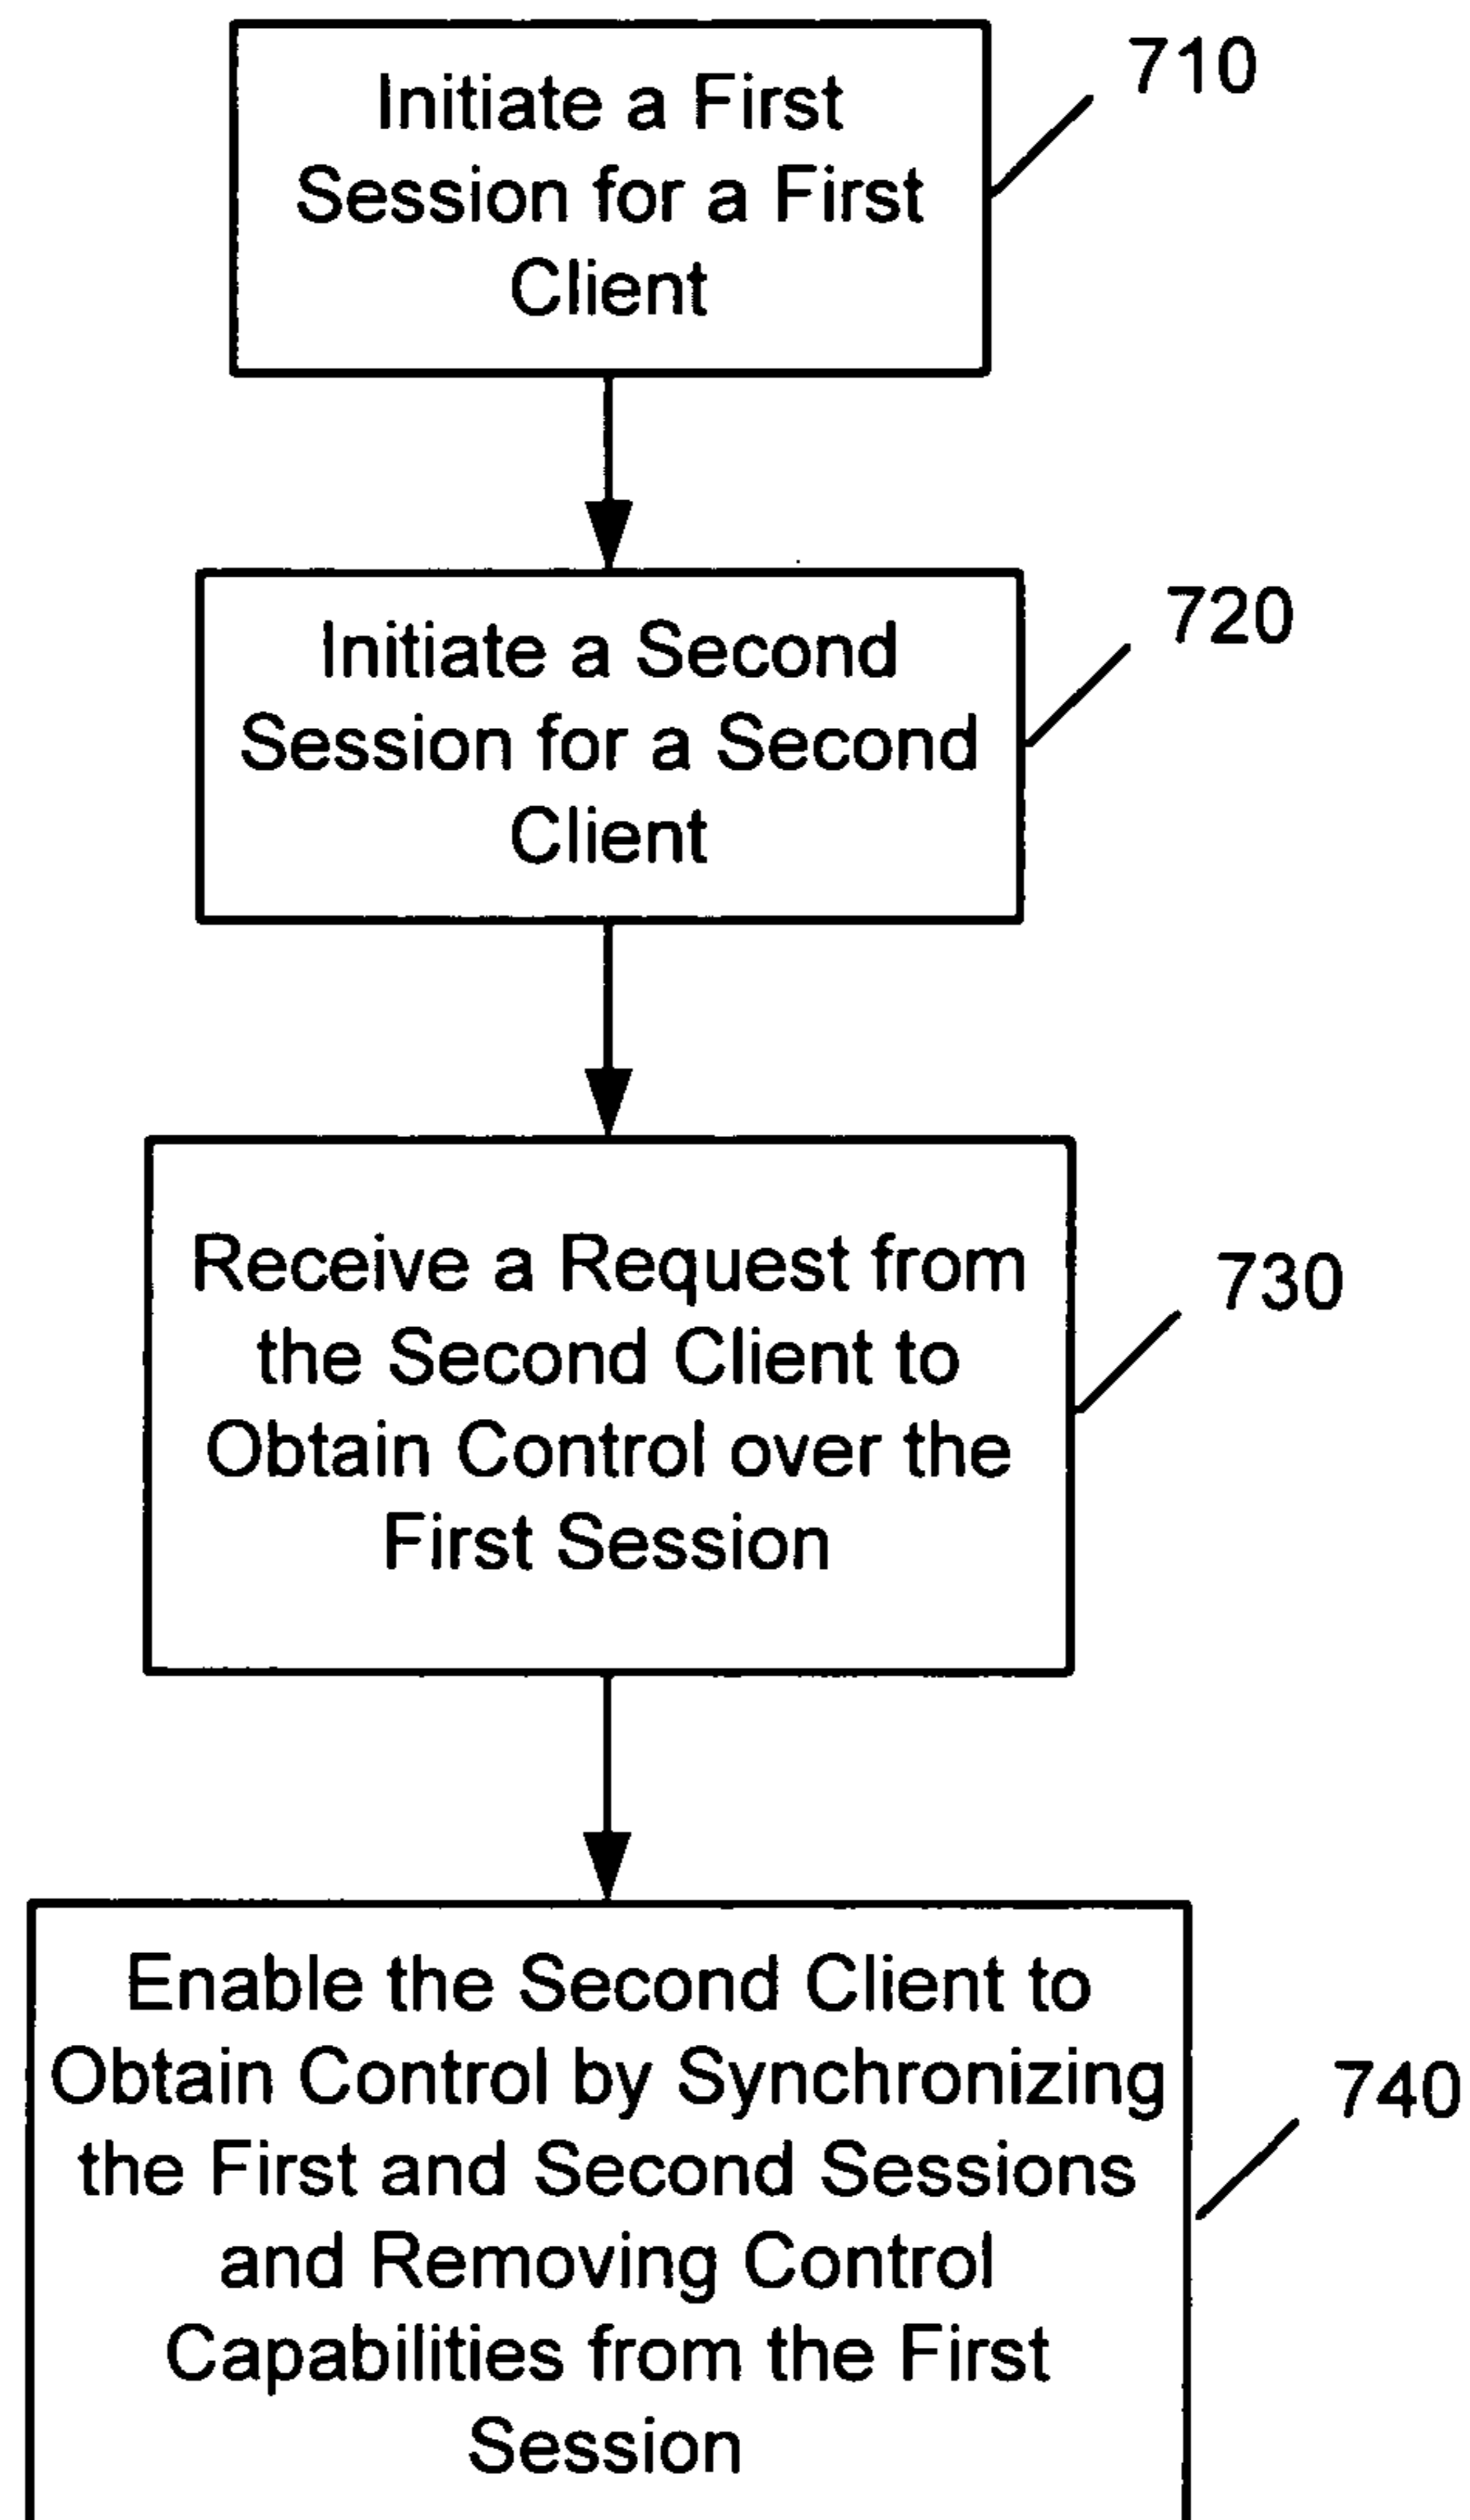 Initiate a First
Session for a First
Client
710
Initiate a Second
Session for a Second
Client
720
Receive a Request from
the Second Client to
Obtain Control over the
First Session
730
Enable the Second Client to
Obtain Control by Synchronizing
the First and Second Sessions
and Removing Control
Capabilities from the First
Session
740